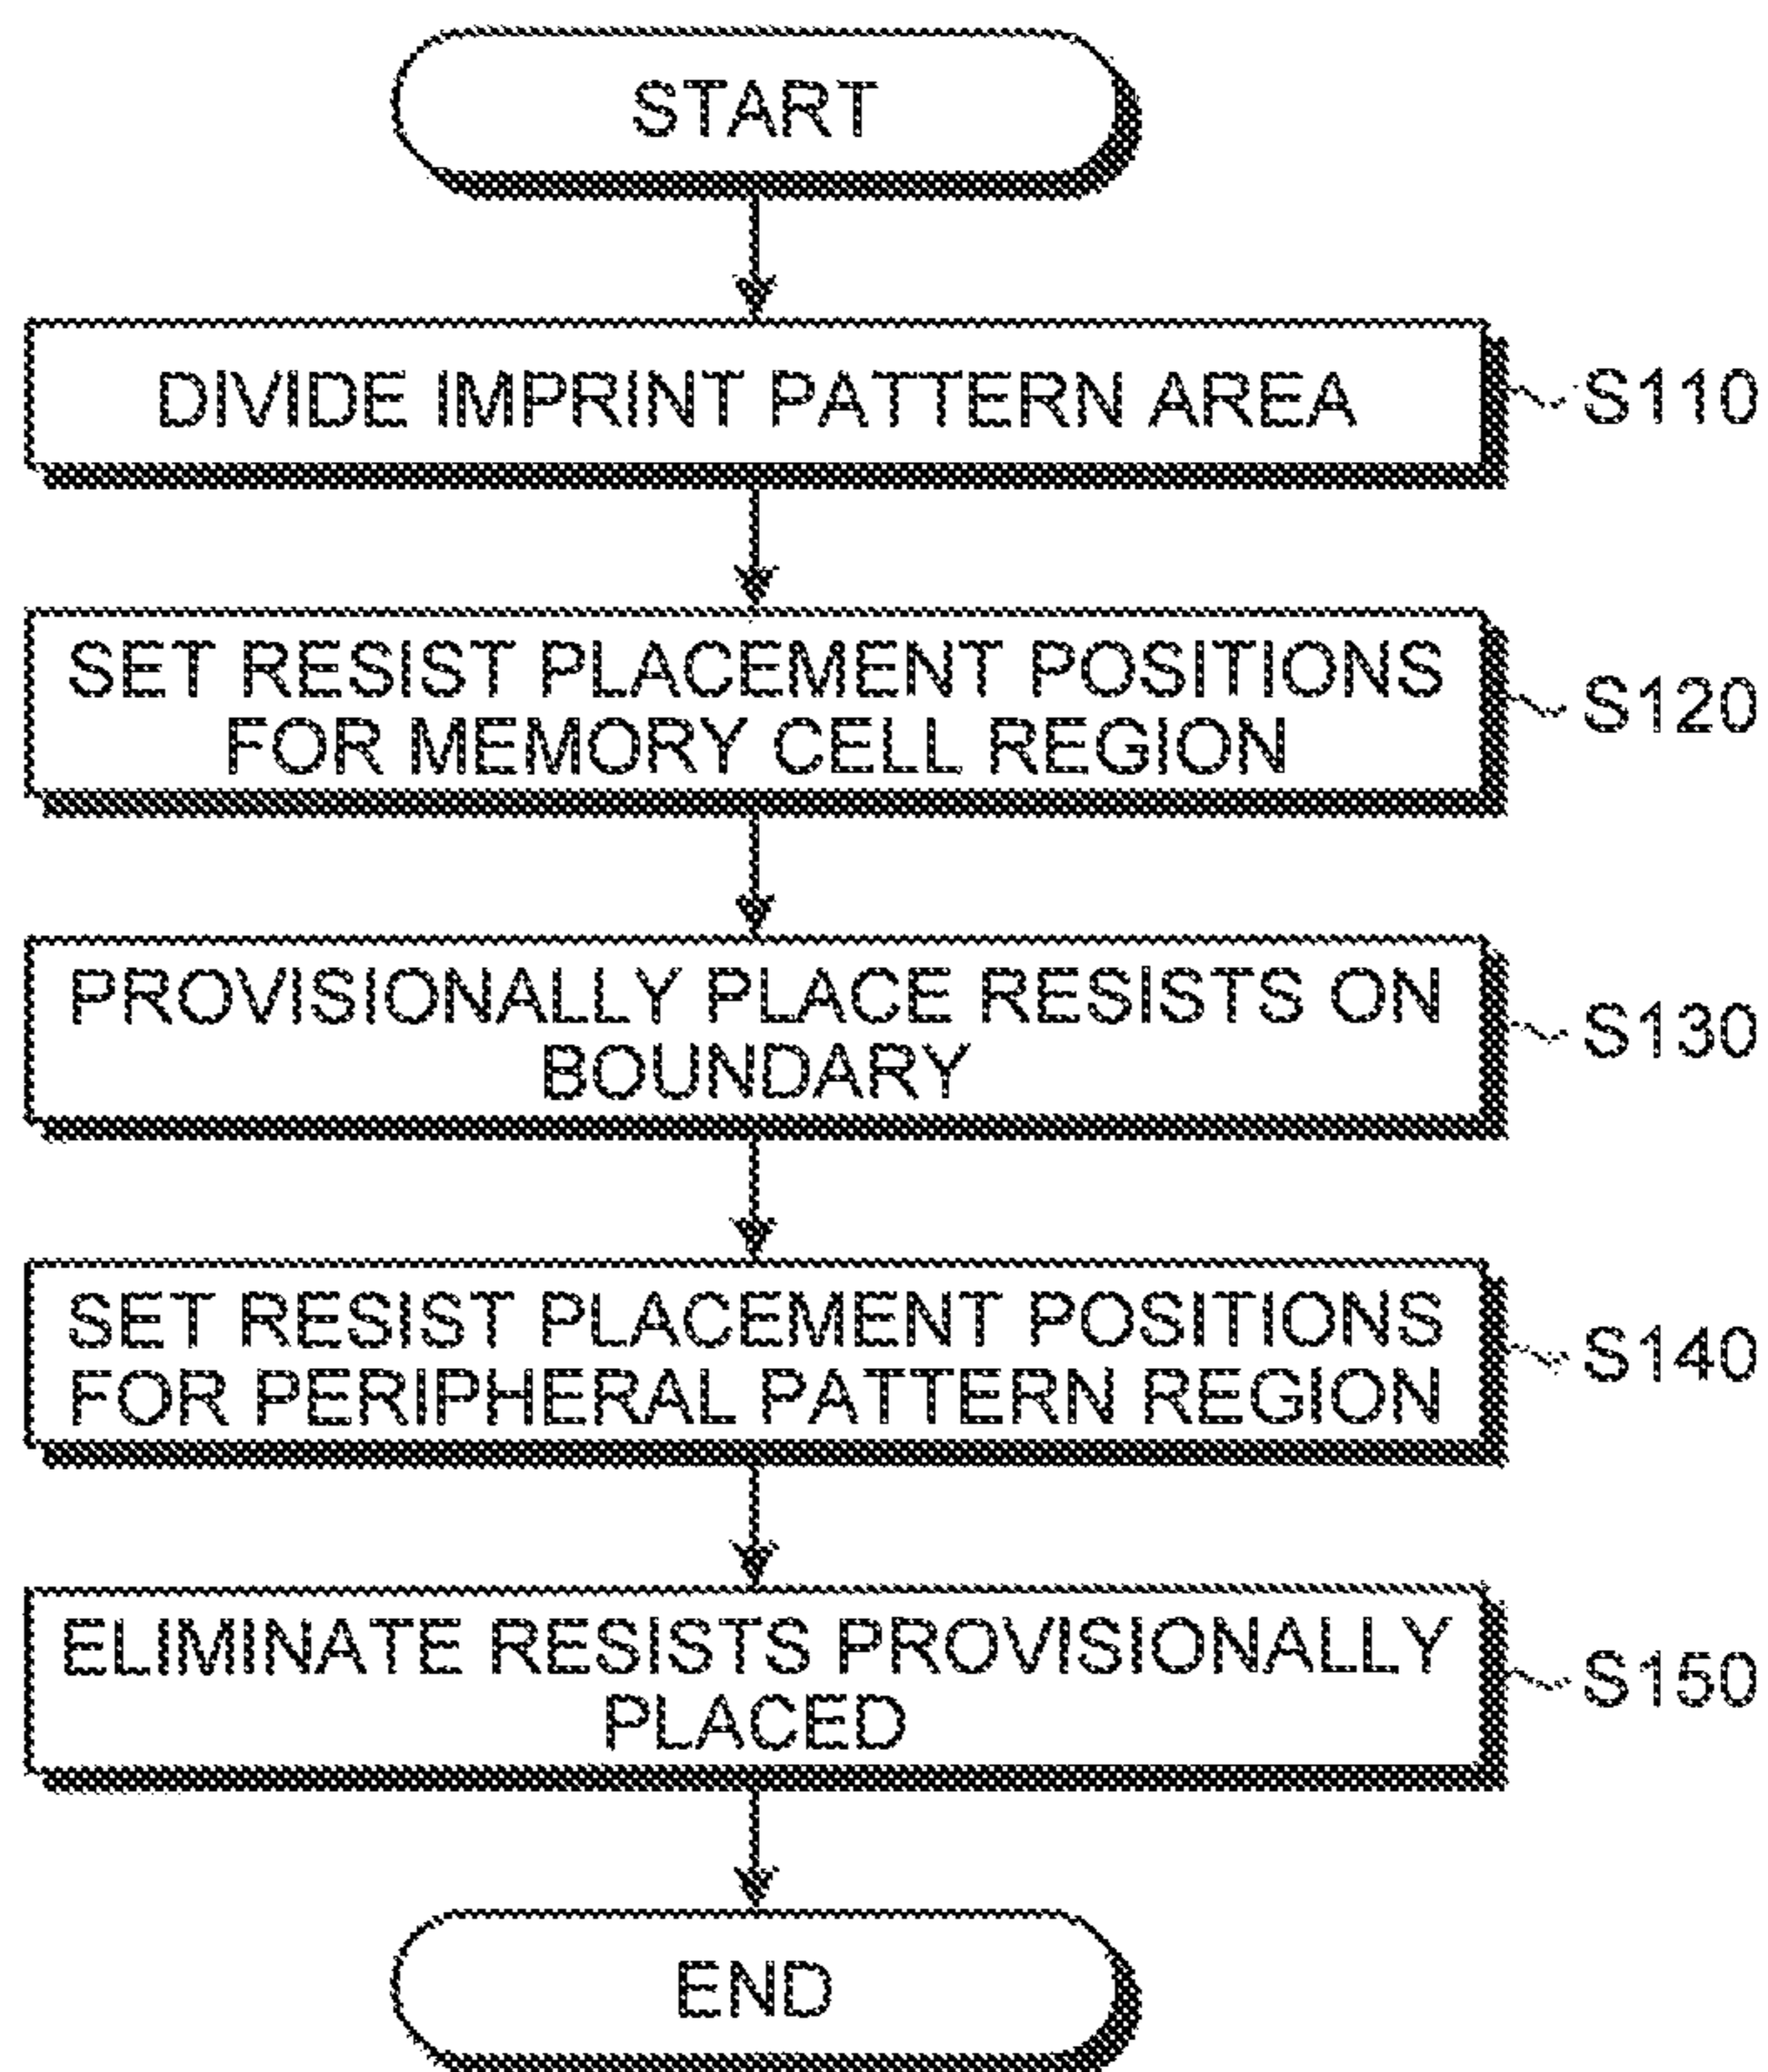 START
DIVIDE IMPRINT PATTERN AREA
S110
SET RESIST PLACEMENT POSITIONS
FOR MEMORY CELL REGION
S120
PROVISIONALLY PLACE RESISTS ON
BOUNDARY
S130
SET RESIST PLACEMENT POSITIONS
FOR PERIPHERAL PATTERN REGION
S140
ELIMINATE RESISTS PROVISIONALLY
PLACED
S150
END